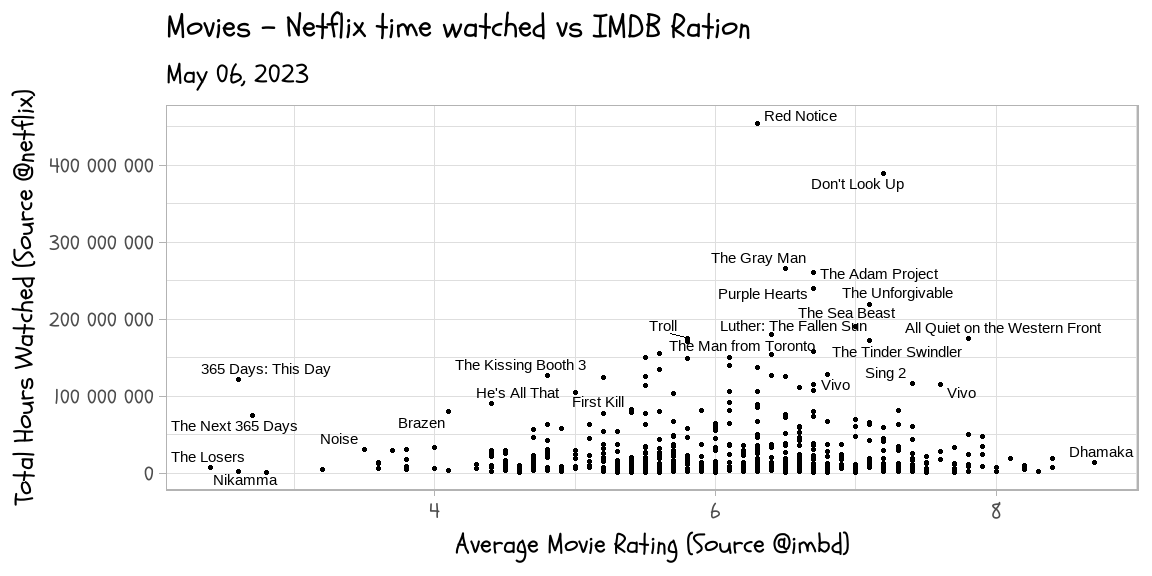 Movies - Netflix time watched vs IMDB Ration
May 06, 2023
Total Hours Watched (Source @netflix)
400 000 000
300 000 000
200 000 000
100 000 000
0
Red Notice
Don't Look Up
The Gray Man
The Adam Project
Purple Hearts
The Unforgivable
The Sea Beast
Troll
Luther: The Fallen Sun
All Quiet on the Western Front
The Man from Toronto
The Tinder Swindler
365 Days: This Day
The Kissing Booth 3
Sing 2
Vivo
He's All That
Vivo
First Kill
Brazen
The Next 365 Days
Noise
The Losers
Dhamaka
Nikamma
4
6
8
Average Movie Rating (Source @imbd)